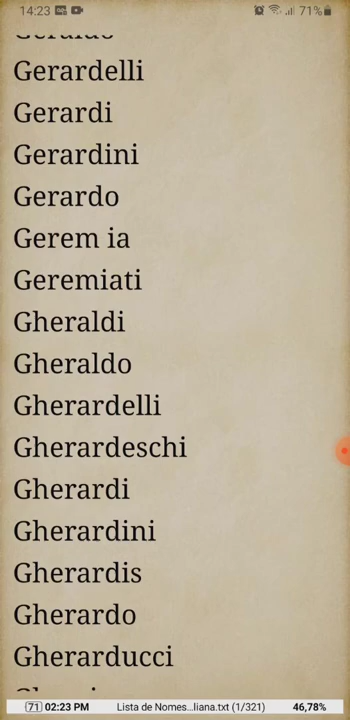 14:23 71%
Gerardelli
Gerardi
Gerardini
Gerardo
Gerem ia
Geremiati
Gheraldi
Gheraldo
Gherardelli
Gherardeschi
Gherardi
Gherardini
Gherardis
Gherardo
Gherarducci
71 02:23 PM Lista de Nomes...liana.txt (1/321) 46,78%